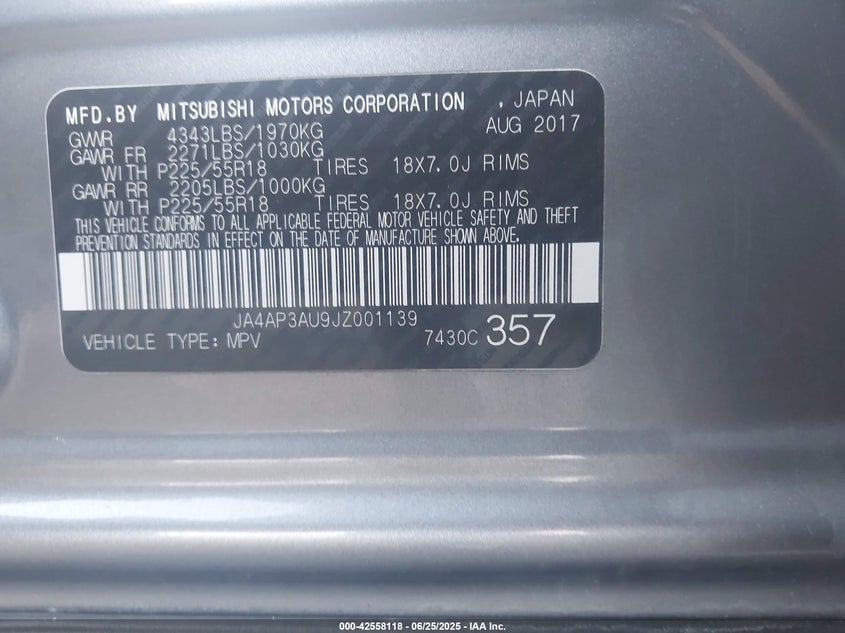 MFD.BY MITSUBISHI MOTORS CORPORATION , JAPAN
AUG 2017
GVWR 4343LBS/1970KG
GAWR FR 2271LBS/1030KG
WITH P225/55R18 TIRES 18X7.0J RIMS
GAWR RR 2205LBS/1000KG
WITH P225/55R18 TIRES 18X7.0J RIMS
THIS VEHICLE CONFORMS TO ALL APPLICABLE FEDERAL MOTOR VEHICLE SAFETY AND THEFT
PREVENTION STANDARDS IN EFFECT ON THE DATE OF MANUFACTURE SHOWN ABOVE.
JA4AP3AU9JZ001139
VEHICLE TYPE: MPV 7430C 357
000-42558118 - 06/25/2025 - IAA Inc.